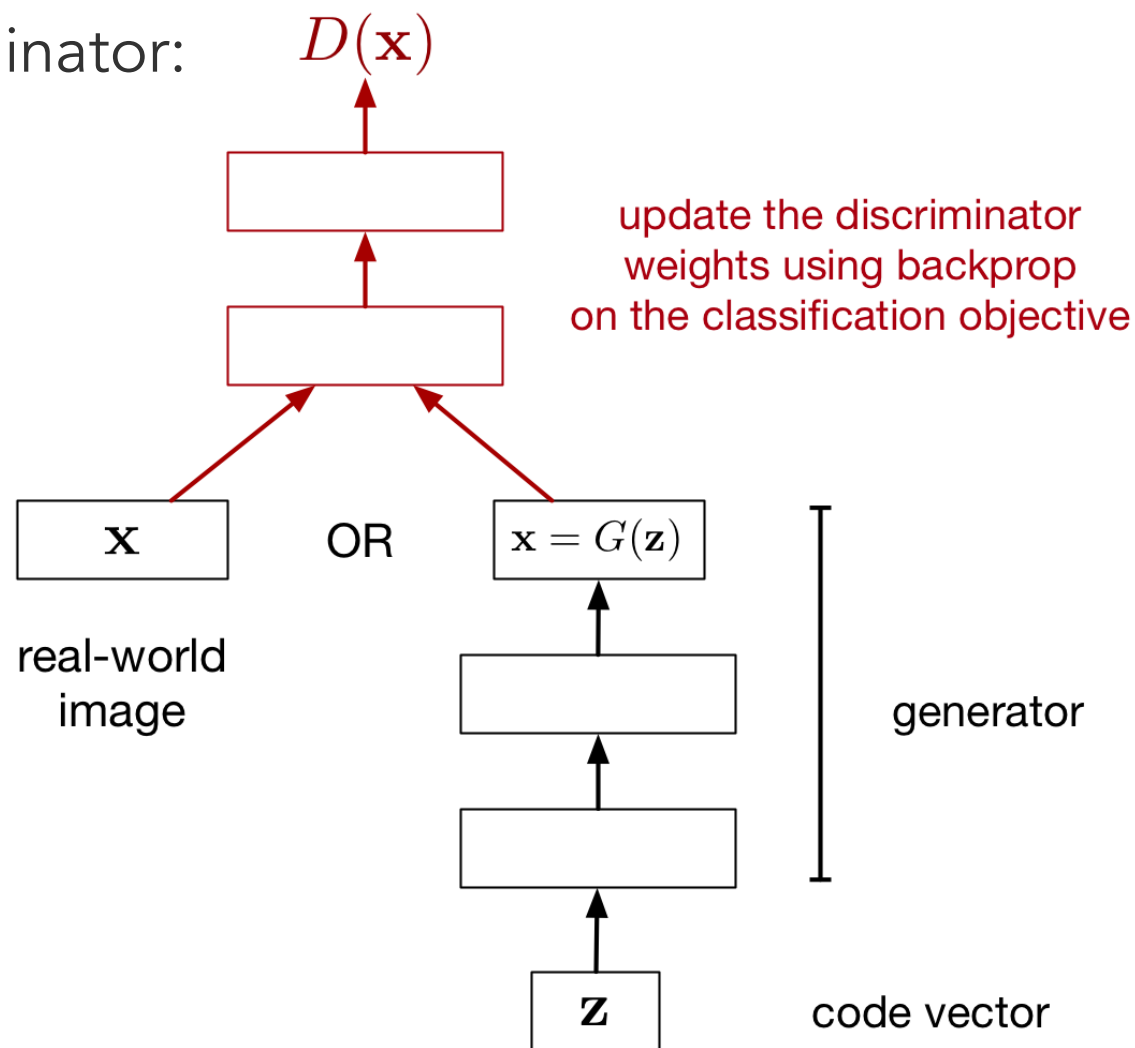 inator:
D(x)
update the discriminator
weights using backprop
on the classification objective
x
OR
x = G(z)
real-world
image
generator
z
code vector